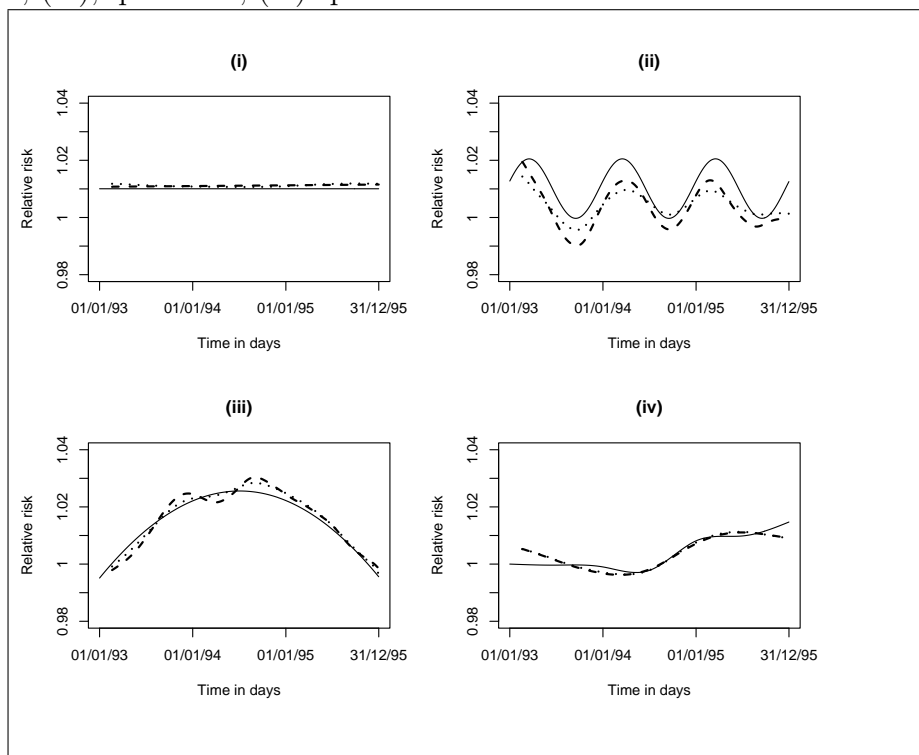 (i)
1.04
1.02
1
0.98
Relative risk
01/01/93 01/01/94 01/01/95 31/12/95
Time in days
(ii)
1.04
1.02
1
0.98
Relative risk
01/01/93 01/01/94 01/01/95 31/12/95
Time in days
(iii)
1.04
1.02
1
0.98
Relative risk
01/01/93 01/01/94 01/01/95 31/12/95
Time in days
(iv)
1.04
1.02
1
0.98
Relative risk
01/01/93 01/01/94 01/01/95 31/12/95
Time in days